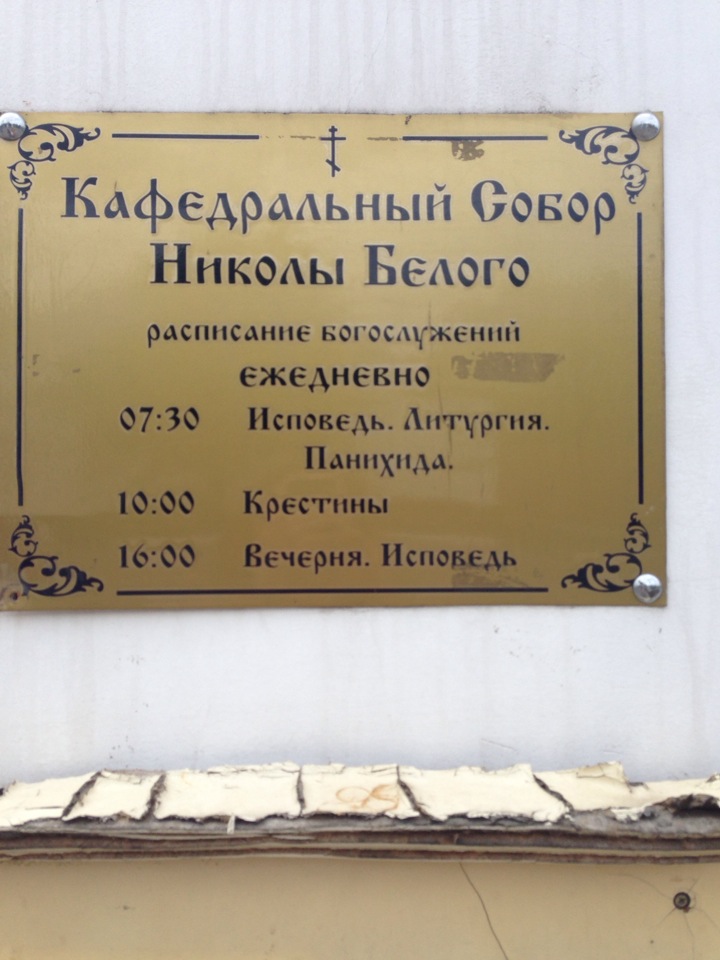 Кафедральный Собор
Николы Белого
расписание богослужений
ежедневно
07:30 Исповедь. Литургия.
Панихида.
10:00 Крестины
16:00 Вечерня. Исповедь